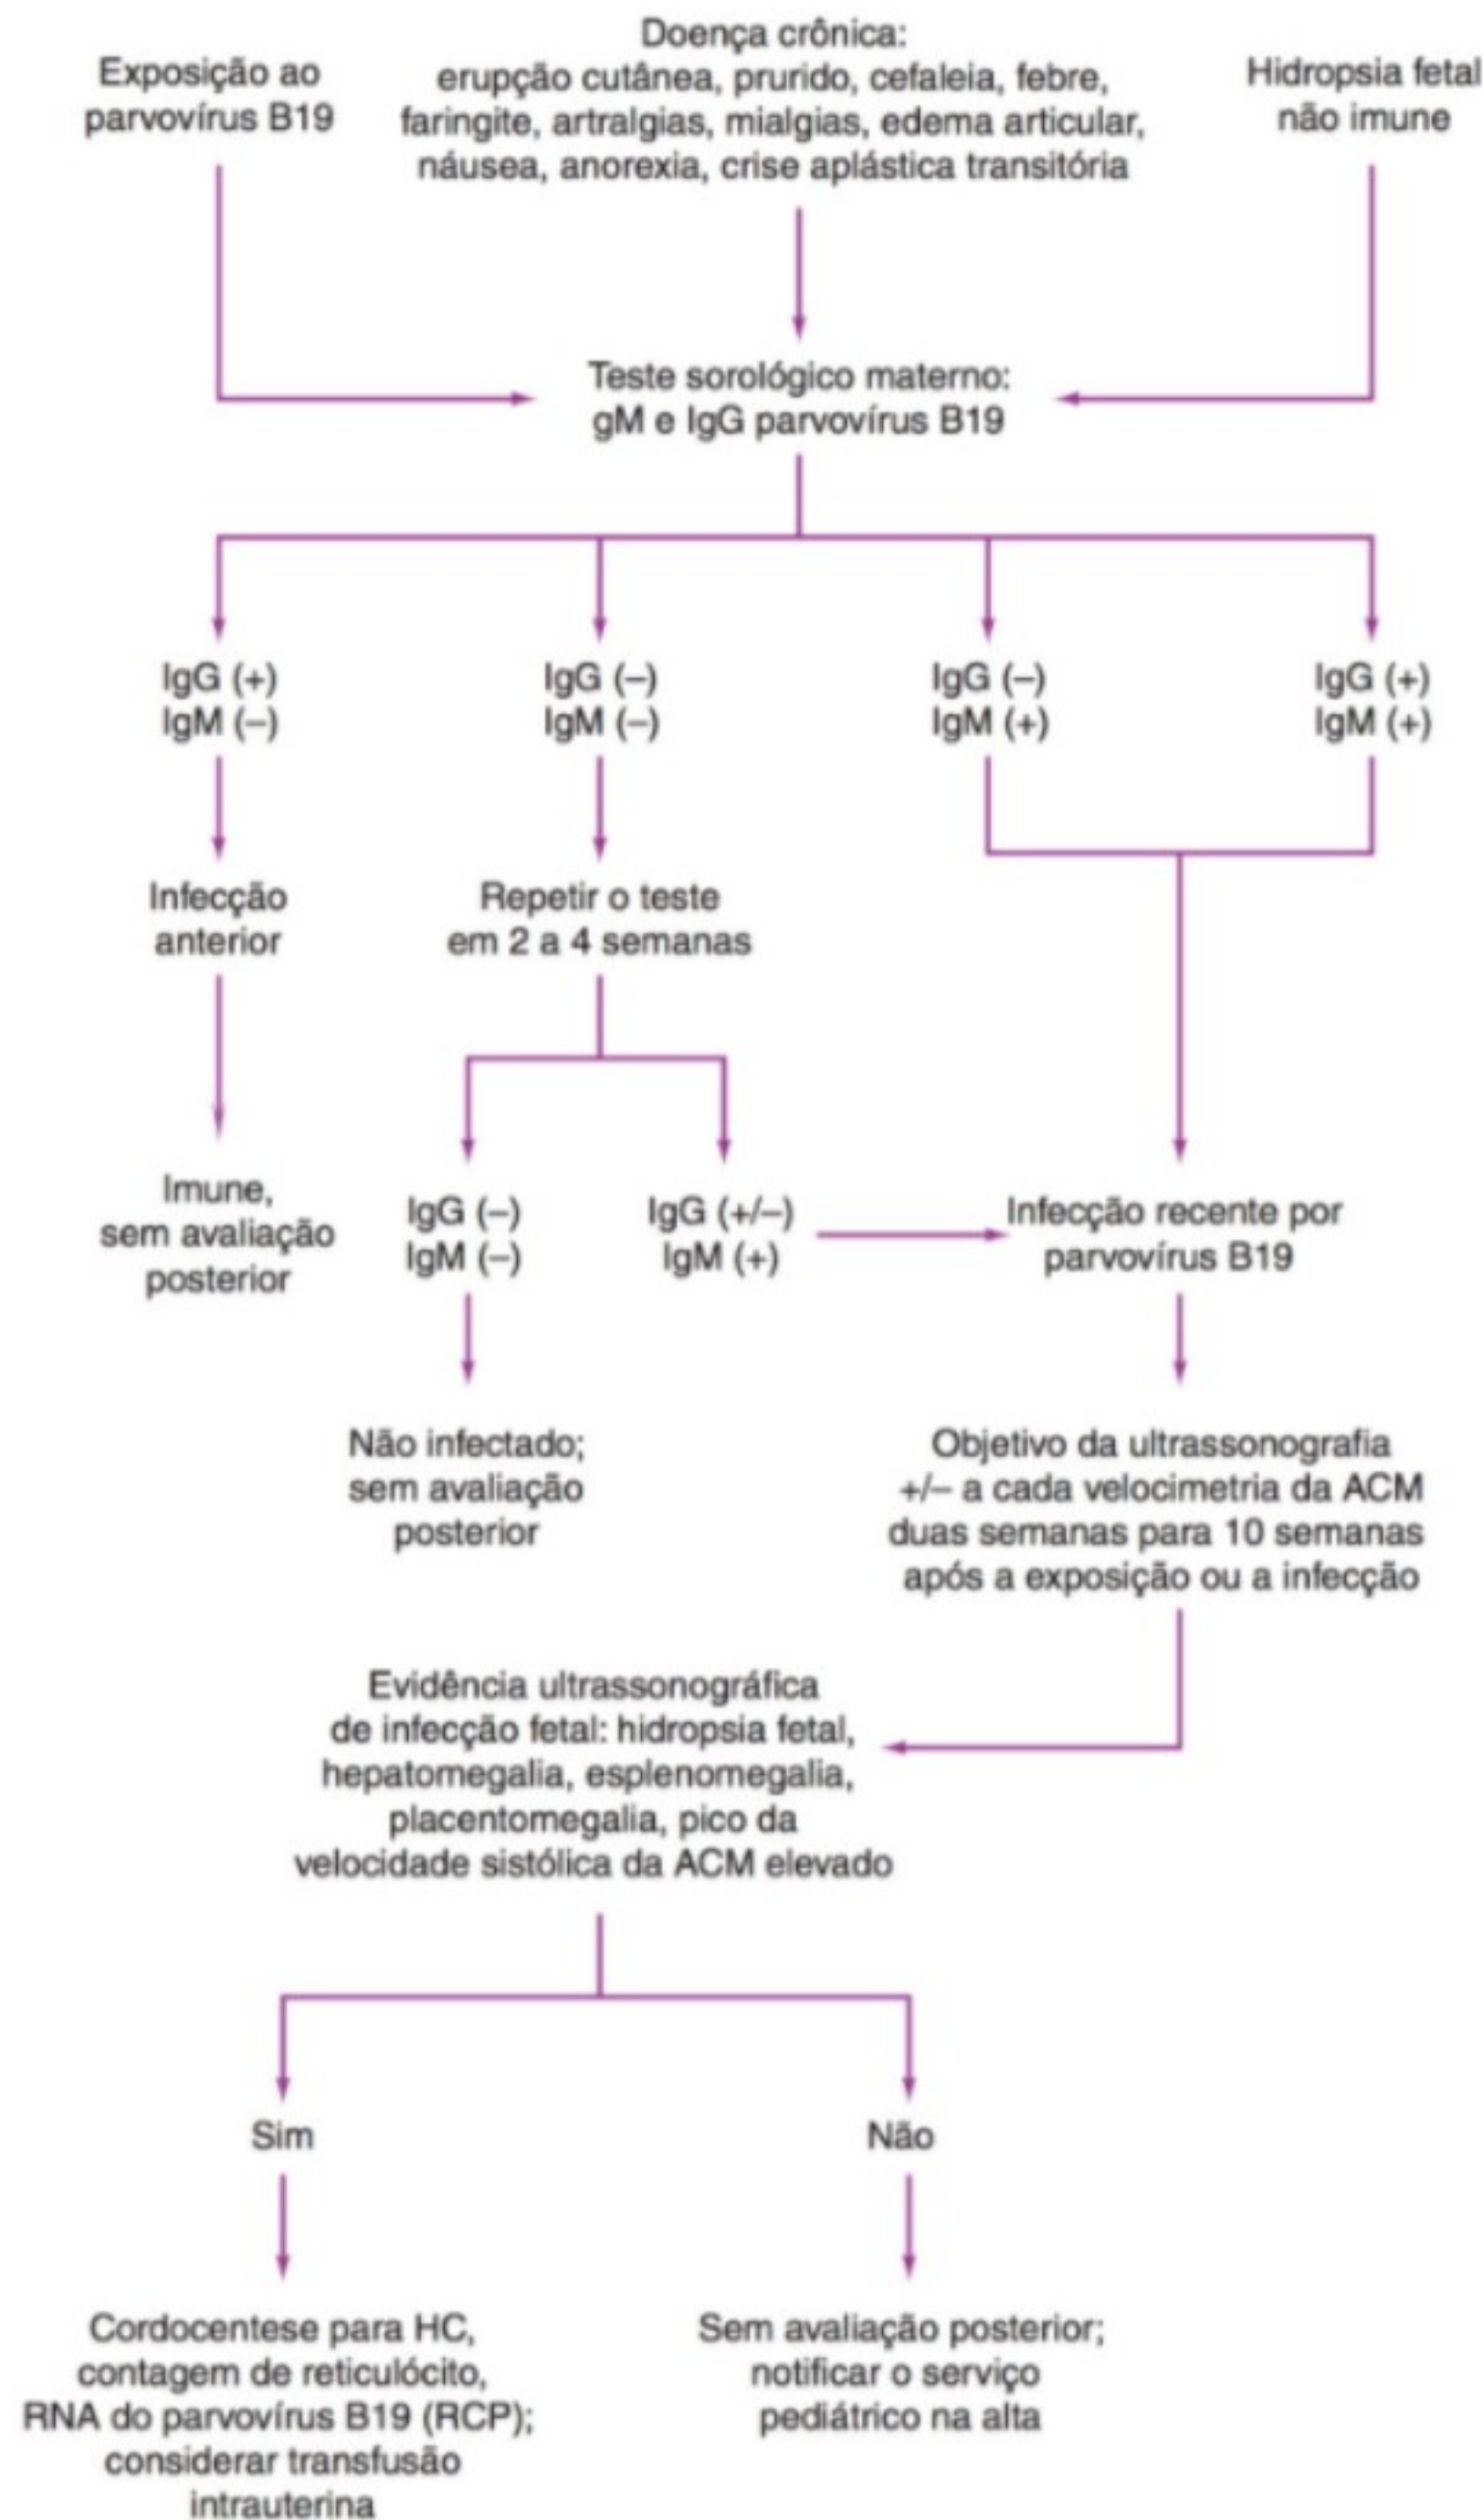 Exposição ao
parvovírus B19
Doença crônica:
erupção cutânea, prurido, cefaleia, febre,
faringite, artralgias, mialgias, edema articular,
náusea, anorexia, crise aplástica transitória
Hidropsia fetal
não imune
Teste sorológico materno:
gM e IgG parvovírus B19
IgG (+)
IgM (–)
IgG (–)
IgM (–)
IgG (–)
IgM (+)
IgG (+)
IgM (+)
Infecção
anterior
Repetir o teste
em 2 a 4 semanas
Imune,
sem avaliação
posterior
IgG (–)
IgM (–)
IgG (+/–)
IgM (+)
Infecção recente por
parvovírus B19
Não infectado;
sem avaliação
posterior
Objetivo da ultrassonografia
+/– a cada velocimetria da ACM
duas semanas para 10 semanas
após a exposição ou a infecção
Evidência ultrassonográfica
de infecção fetal: hidropsia fetal,
hepatomegalia, esplenomegalia,
placentomegalia, pico da
velocidade sistólica da ACM elevado
Sim
Não
Cordocentese para HC,
contagem de reticulócito,
RNA do parvovírus B19 (RCP);
considerar transfusão
intrauterina
Sem avaliação posterior;
notificar o serviço
pediátrico na alta